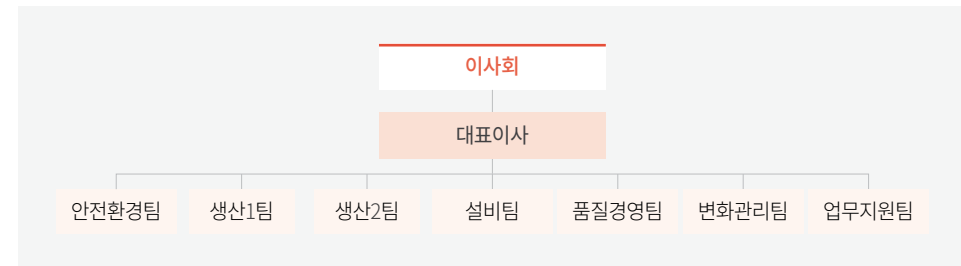 이사회
대표이사
안전환경팀
생산1팀
생산2팀
설비팀
품질경영팀
변화관리팀
업무지원팀